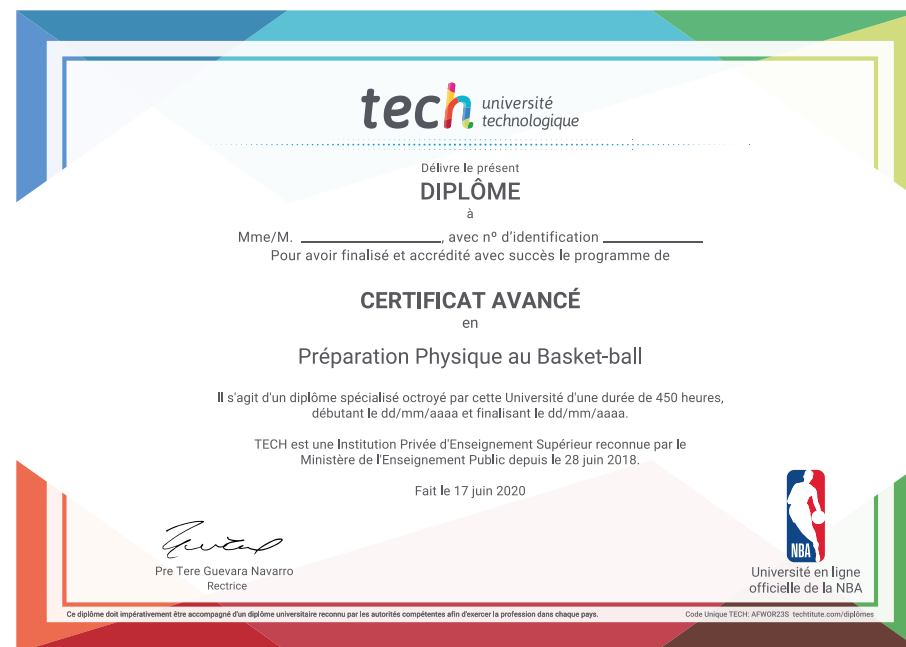 tech université
technologique
Délivre le présent
DIPLÔME
à
Mme/M. ____________________, avec nº d'identification ______________
Pour avoir finalisé et accrédité avec succès le programme de
CERTIFICAT AVANCÉ
en
Préparation Physique au Basket-ball
Il s'agit d'un diplôme spécialisé octroyé par cette Université d'une durée de 450 heures,
débutant le dd/mm/aaaa et finalisant le dd/mm/aaaa.
TECH est une Institution Privée d'Enseignement Supérieur reconnue par le
Ministère de l'Enseignement Public depuis le 28 juin 2018.
Fait le 17 juin 2020
Pre Tere Guevara Navarro
Rectrice
NBA
Université en ligne
officielle de la NBA
Ce diplôme doit impérativement être accompagné d'un diplôme universitaire reconnu par les autorités compétentes afin d'exercer la profession dans chaque pays.
Code Unique TECH: AFWOR23S techtitute.com/diplômes